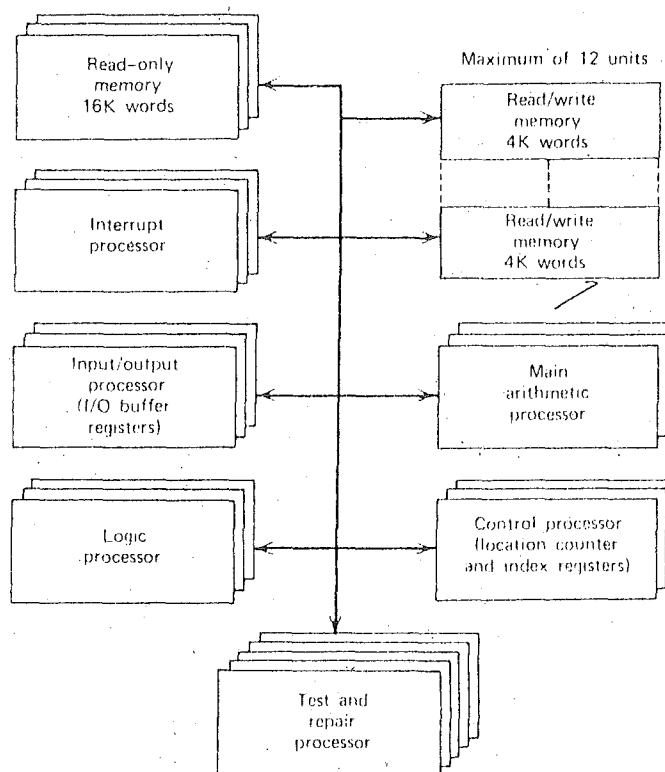 Read-only
memory
16K words
Maximum of 12 units
Read/write
memory
4K words
Interrupt
processor
Read/write
memory
4K words
Input/output
processor
(I/O buffer
registers)
Main
arithmetic
processor
Logic
processor
Control processor
(location counter
and index registers)
Test and
repair
processor